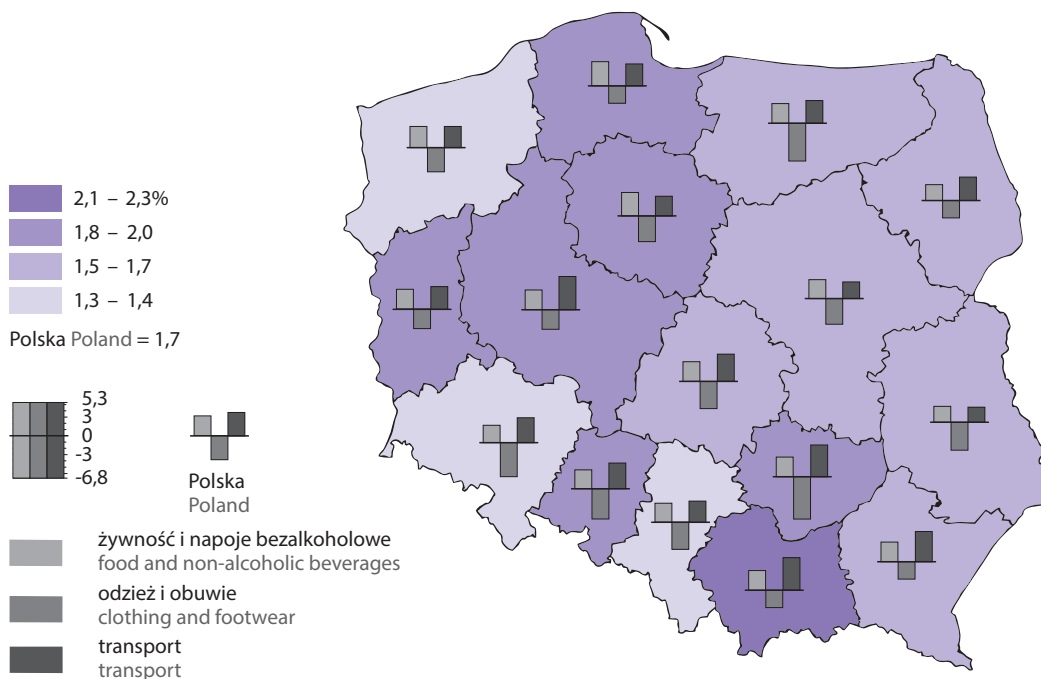 2,1 – 2,3%
1,8 – 2,0
1,5 – 1,7
1,3 – 1,4
Polska Poland = 1,7
5,3
3
0
-3
-6,8
Polska
Poland
żywność i napoje bezalkoholowe
food and non-alcoholic beverages
odzież i obuwie
clothing and footwear
transport
transport